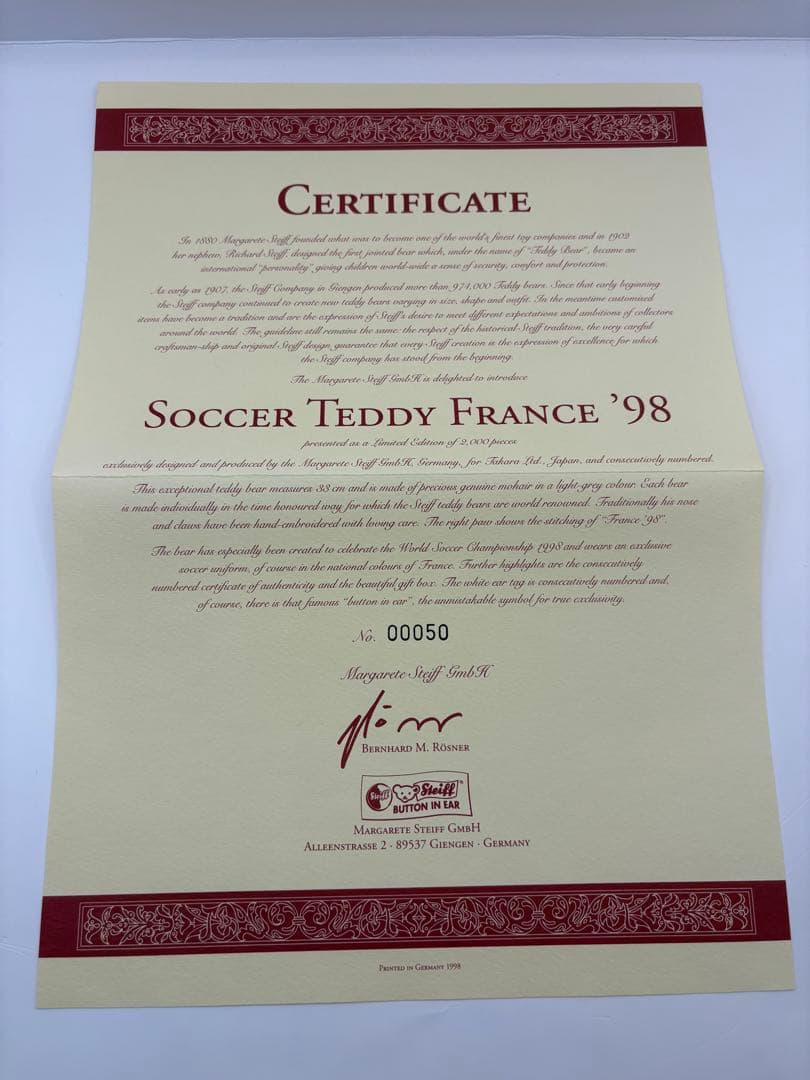 CERTIFICATE
In 1880 Margarete Steiff founded what was to become one of the world's finest toy companies and in 1902
her nephew, Richard Steiff, designed the first jointed bear which, under the name of "Teddy Bear", became an
international "personality" giving children world-wide a sense of security, comfort and protection.
As early as 1907, the Steiff Company in Giengen produced more than 974,000 Teddy bears. Since that early beginning
the Steiff company continued to create new teddy bears varying in size, shape and outfit. In the meantime customized
items have become a tradition and are the expression of Steiff's desire to meet different expectations and ambitions of collectors
around the world. The guideline still remains the same: the respect of the historical Steiff tradition, the very careful
craftsman-ship and original Steiff design guarantee that every Steiff creation is the expression of excellence for which
the Steiff company has stood from the beginning.
The Margarete Steiff GmbH is delighted to introduce
SOCCER TEDDY FRANCE '98
presented as a Limited Edition of 2,000 pieces
exclusively designed and produced by the Margarete Steiff GmbH, Germany, for Takara Ltd., Japan, and consecutively numbered.
This exceptional teddy bear measures 33 cm and is made of precious genuine mohair in a light-grey colour. Each bear
is made individually in the time honoured way for which the Steiff teddy bears are world renowned. Traditionally his nose
and claws have been hand-embroidered with loving care. The right paw shows the stitching of "France '98".
The bear has especially been created to celebrate the World Soccer Championship 1998 and wears an exclusive
soccer uniform, of course in the national colours of France. Further highlights are the consecutively
numbered certificate of authenticity and the beautiful gift box. The white ear tag is consecutively numbered and,
of course, there is that famous "button in ear", the unmistakable symbol for true exclusivity.
No. 00050
Margarete Steiff GmbH
BERNHARD M. RÖSNER
Steiff Steiff®
BUTTON IN EAR
MARGARETE STEIFF GMBH
ALLEENSTRASSE 2 · 89537 GIENGEN · GERMANY
PRINTED IN GERMANY 1998